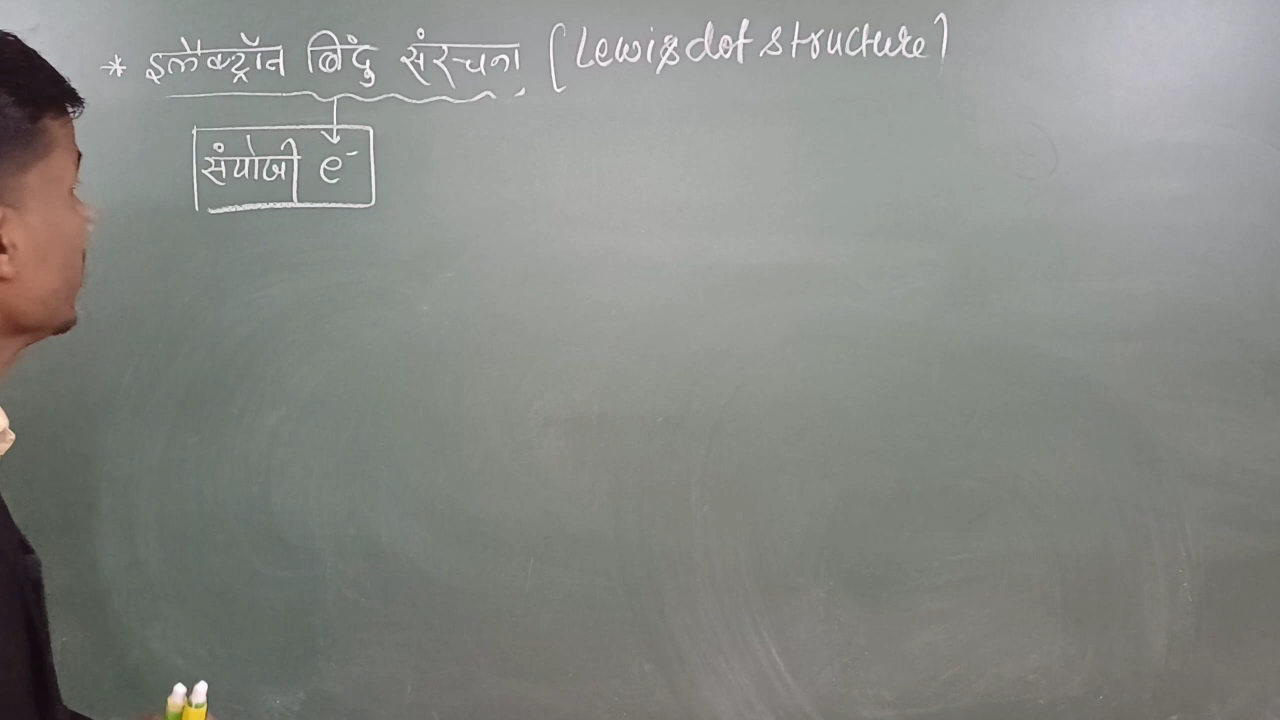 * इलैक्ट्रॉन बिंदु संरचना (Lewis dot structure)
संयोजी e⁻